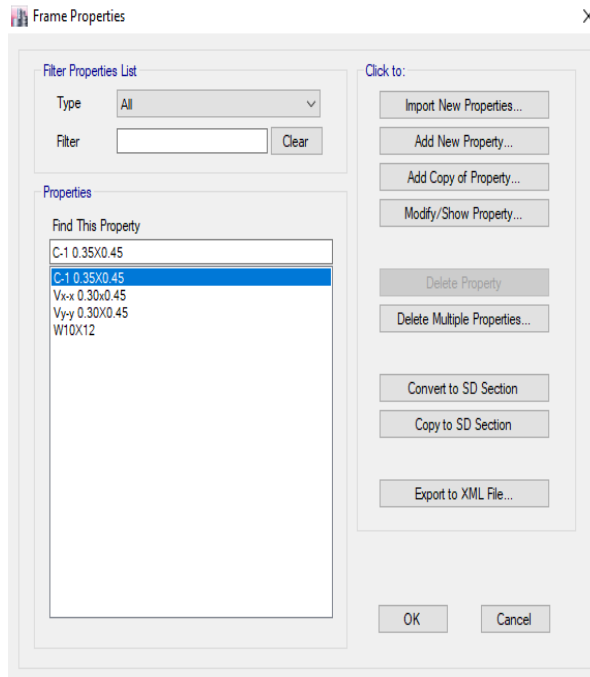 Frame Properties
Filter Properties List
Type
All
Filter
Clear
Properties
Find This Property
C-1 0.35X0.45
C-1 0.35X0.45
Vx-x 0.30x0.45
Vy-y 0.30X0.45
W10X12
Click to:
Import New Properties...
Add New Property...
Add Copy of Property...
Modify/Show Property...
Delete Property
Delete Multiple Properties...
Convert to SD Section
Copy to SD Section
Export to XML File...
OK
Cancel